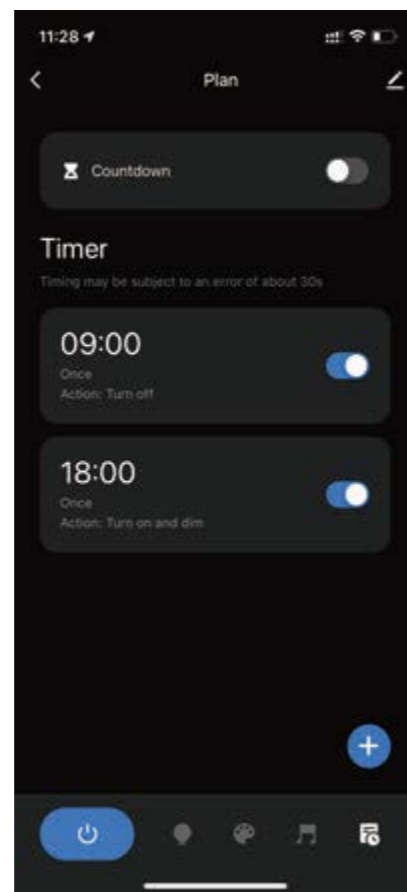 11:28
Plan
Countdown
Timer
Timing may be subject to an error of about 30s
09:00
Once
Action: Turn off
18:00
Once
Action: Turn on and dim